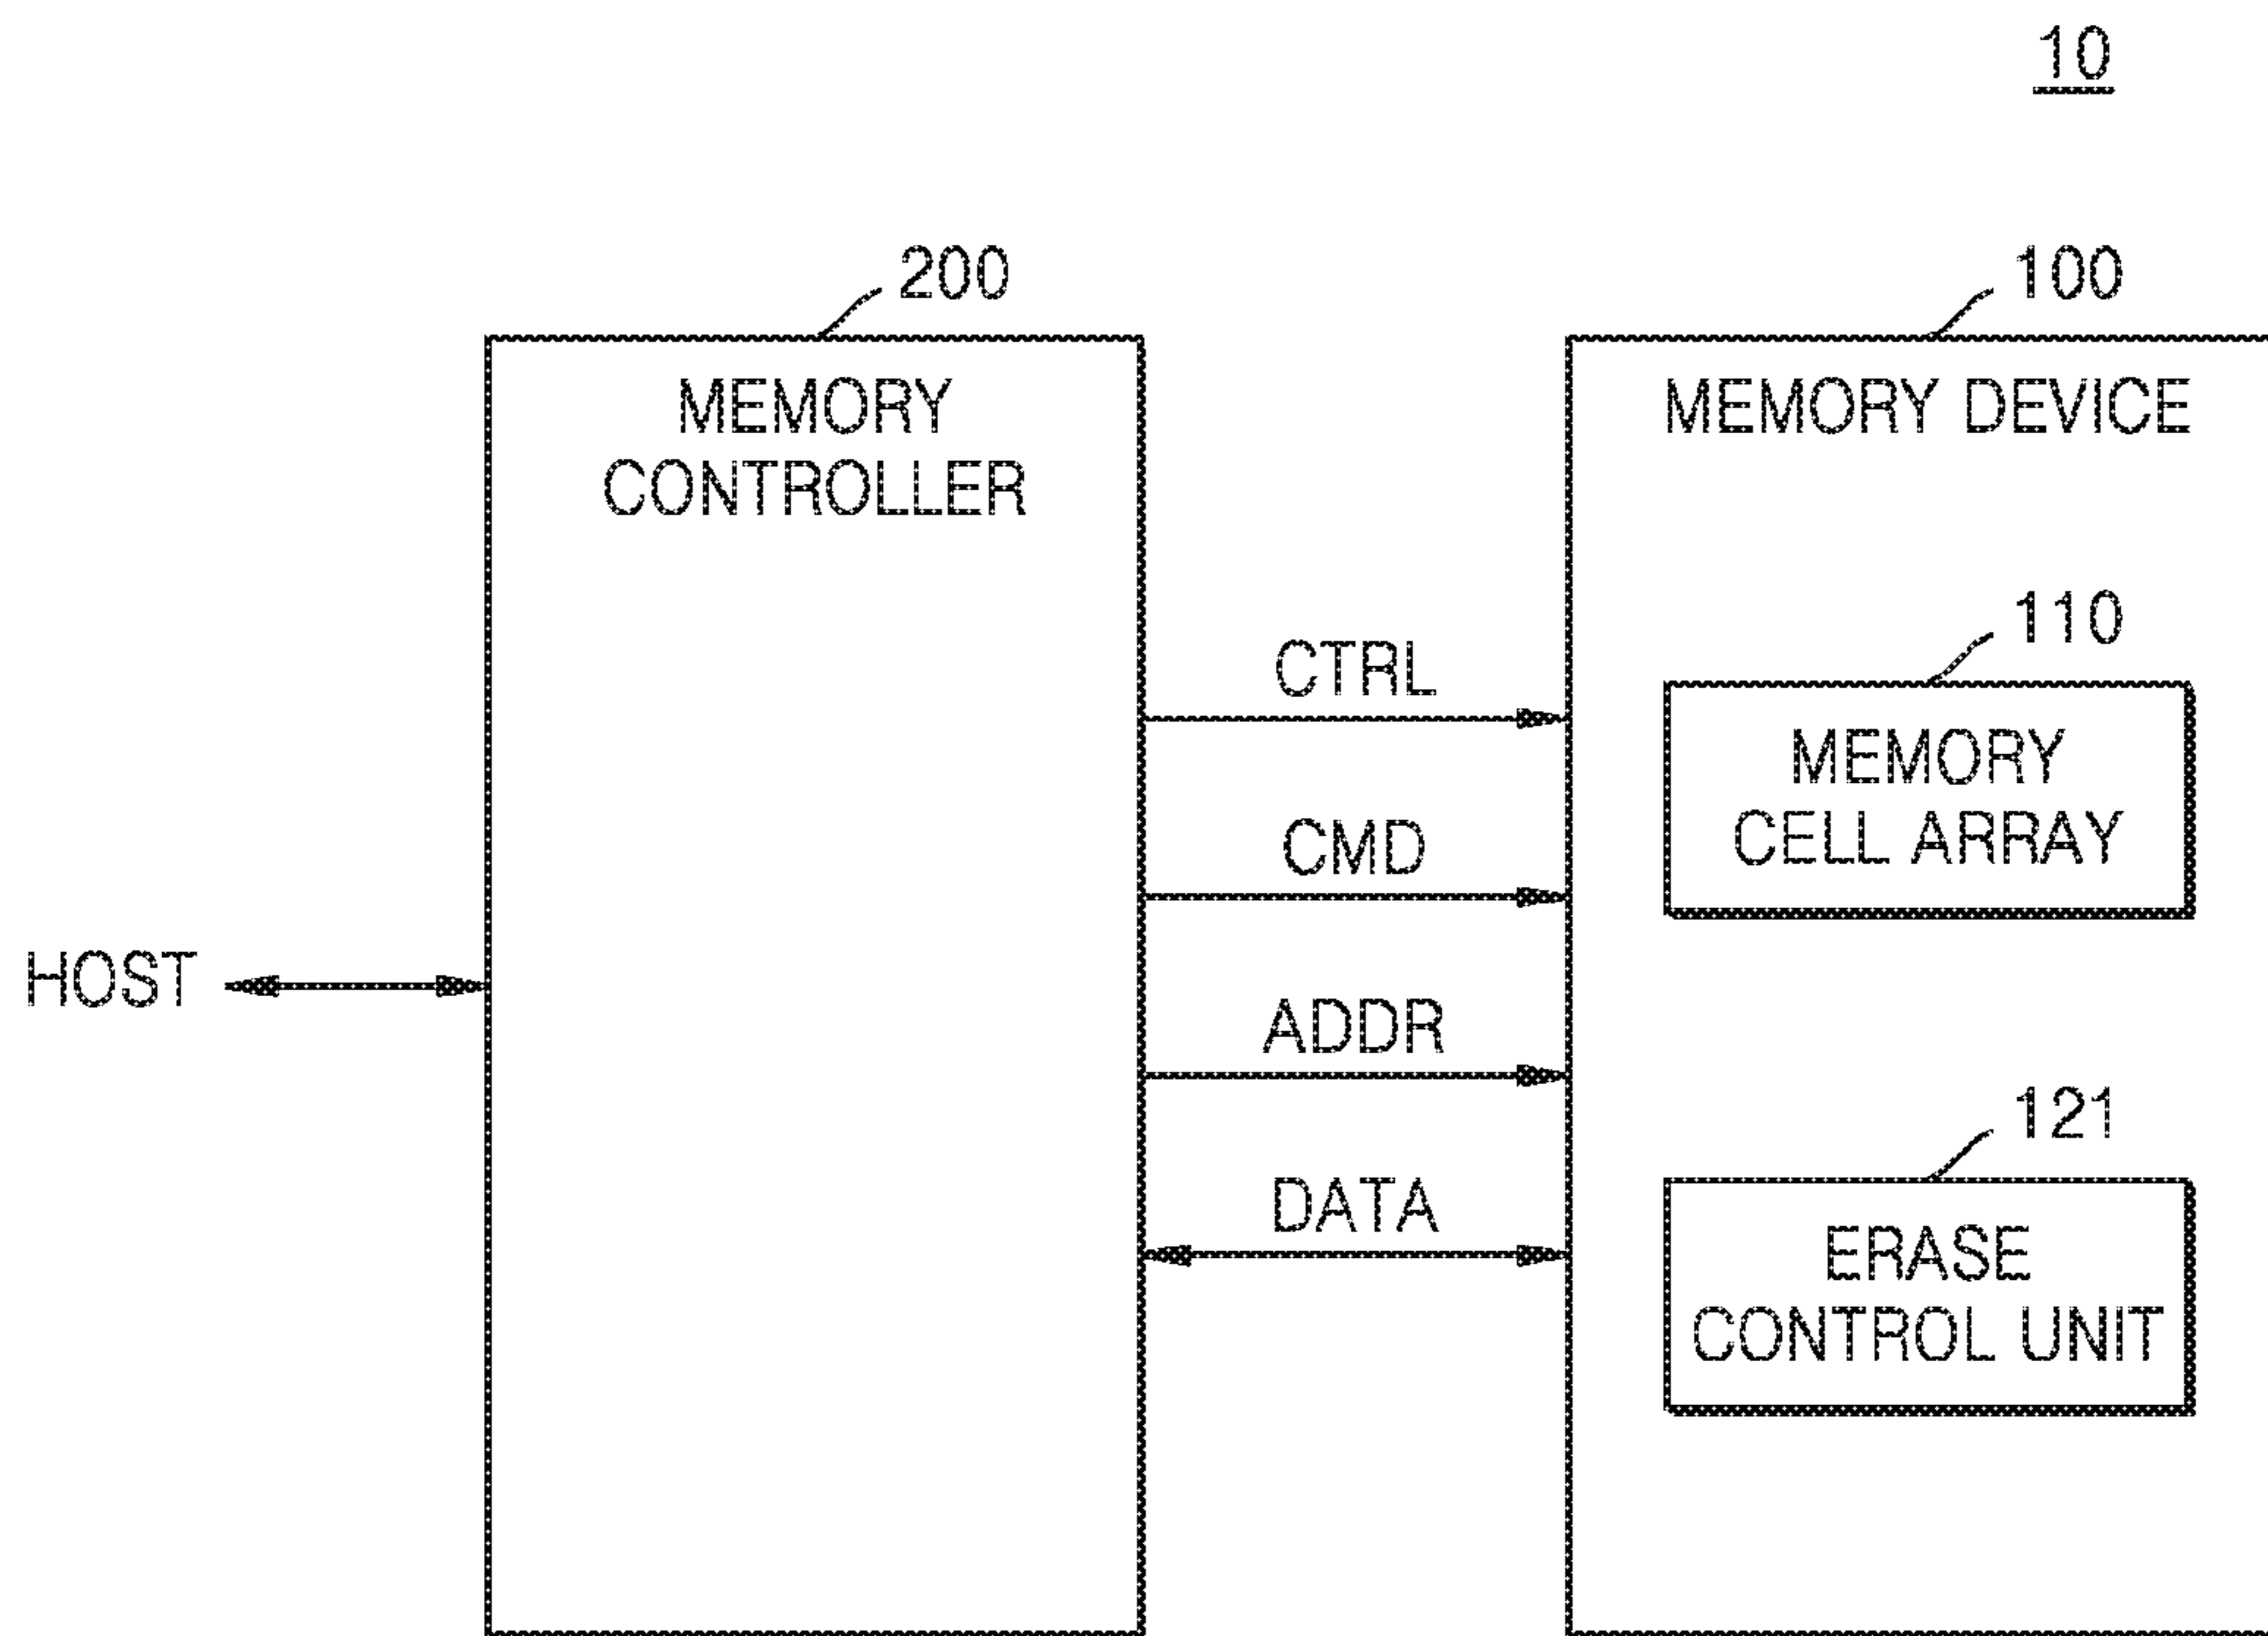 10
200
100
MEMORY
CONTROLLER
MEMORY DEVICE
110
CTRL
MEMORY
CELL ARRAY
CMD
HOST
ADDR
121
DATA
ERASE
CONTROL UNIT